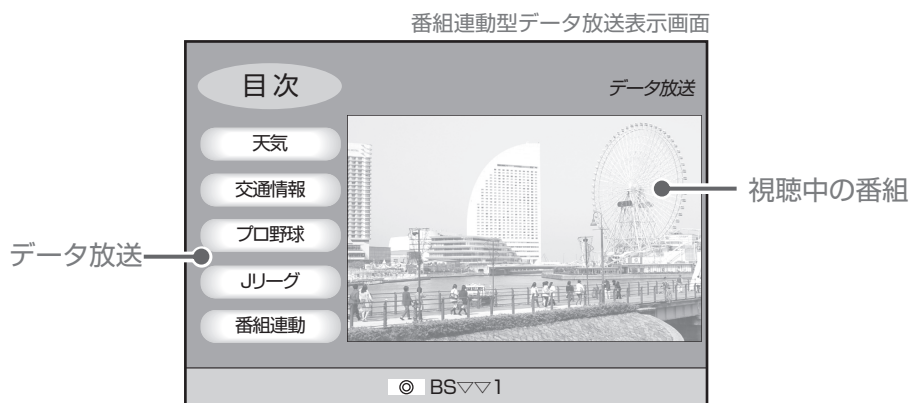 番組連動型データ放送表示画面
目次
データ放送
天気
交通情報
プロ野球
Jリーグ
番組連動
データ放送
視聴中の番組
◎ BS▽▽1